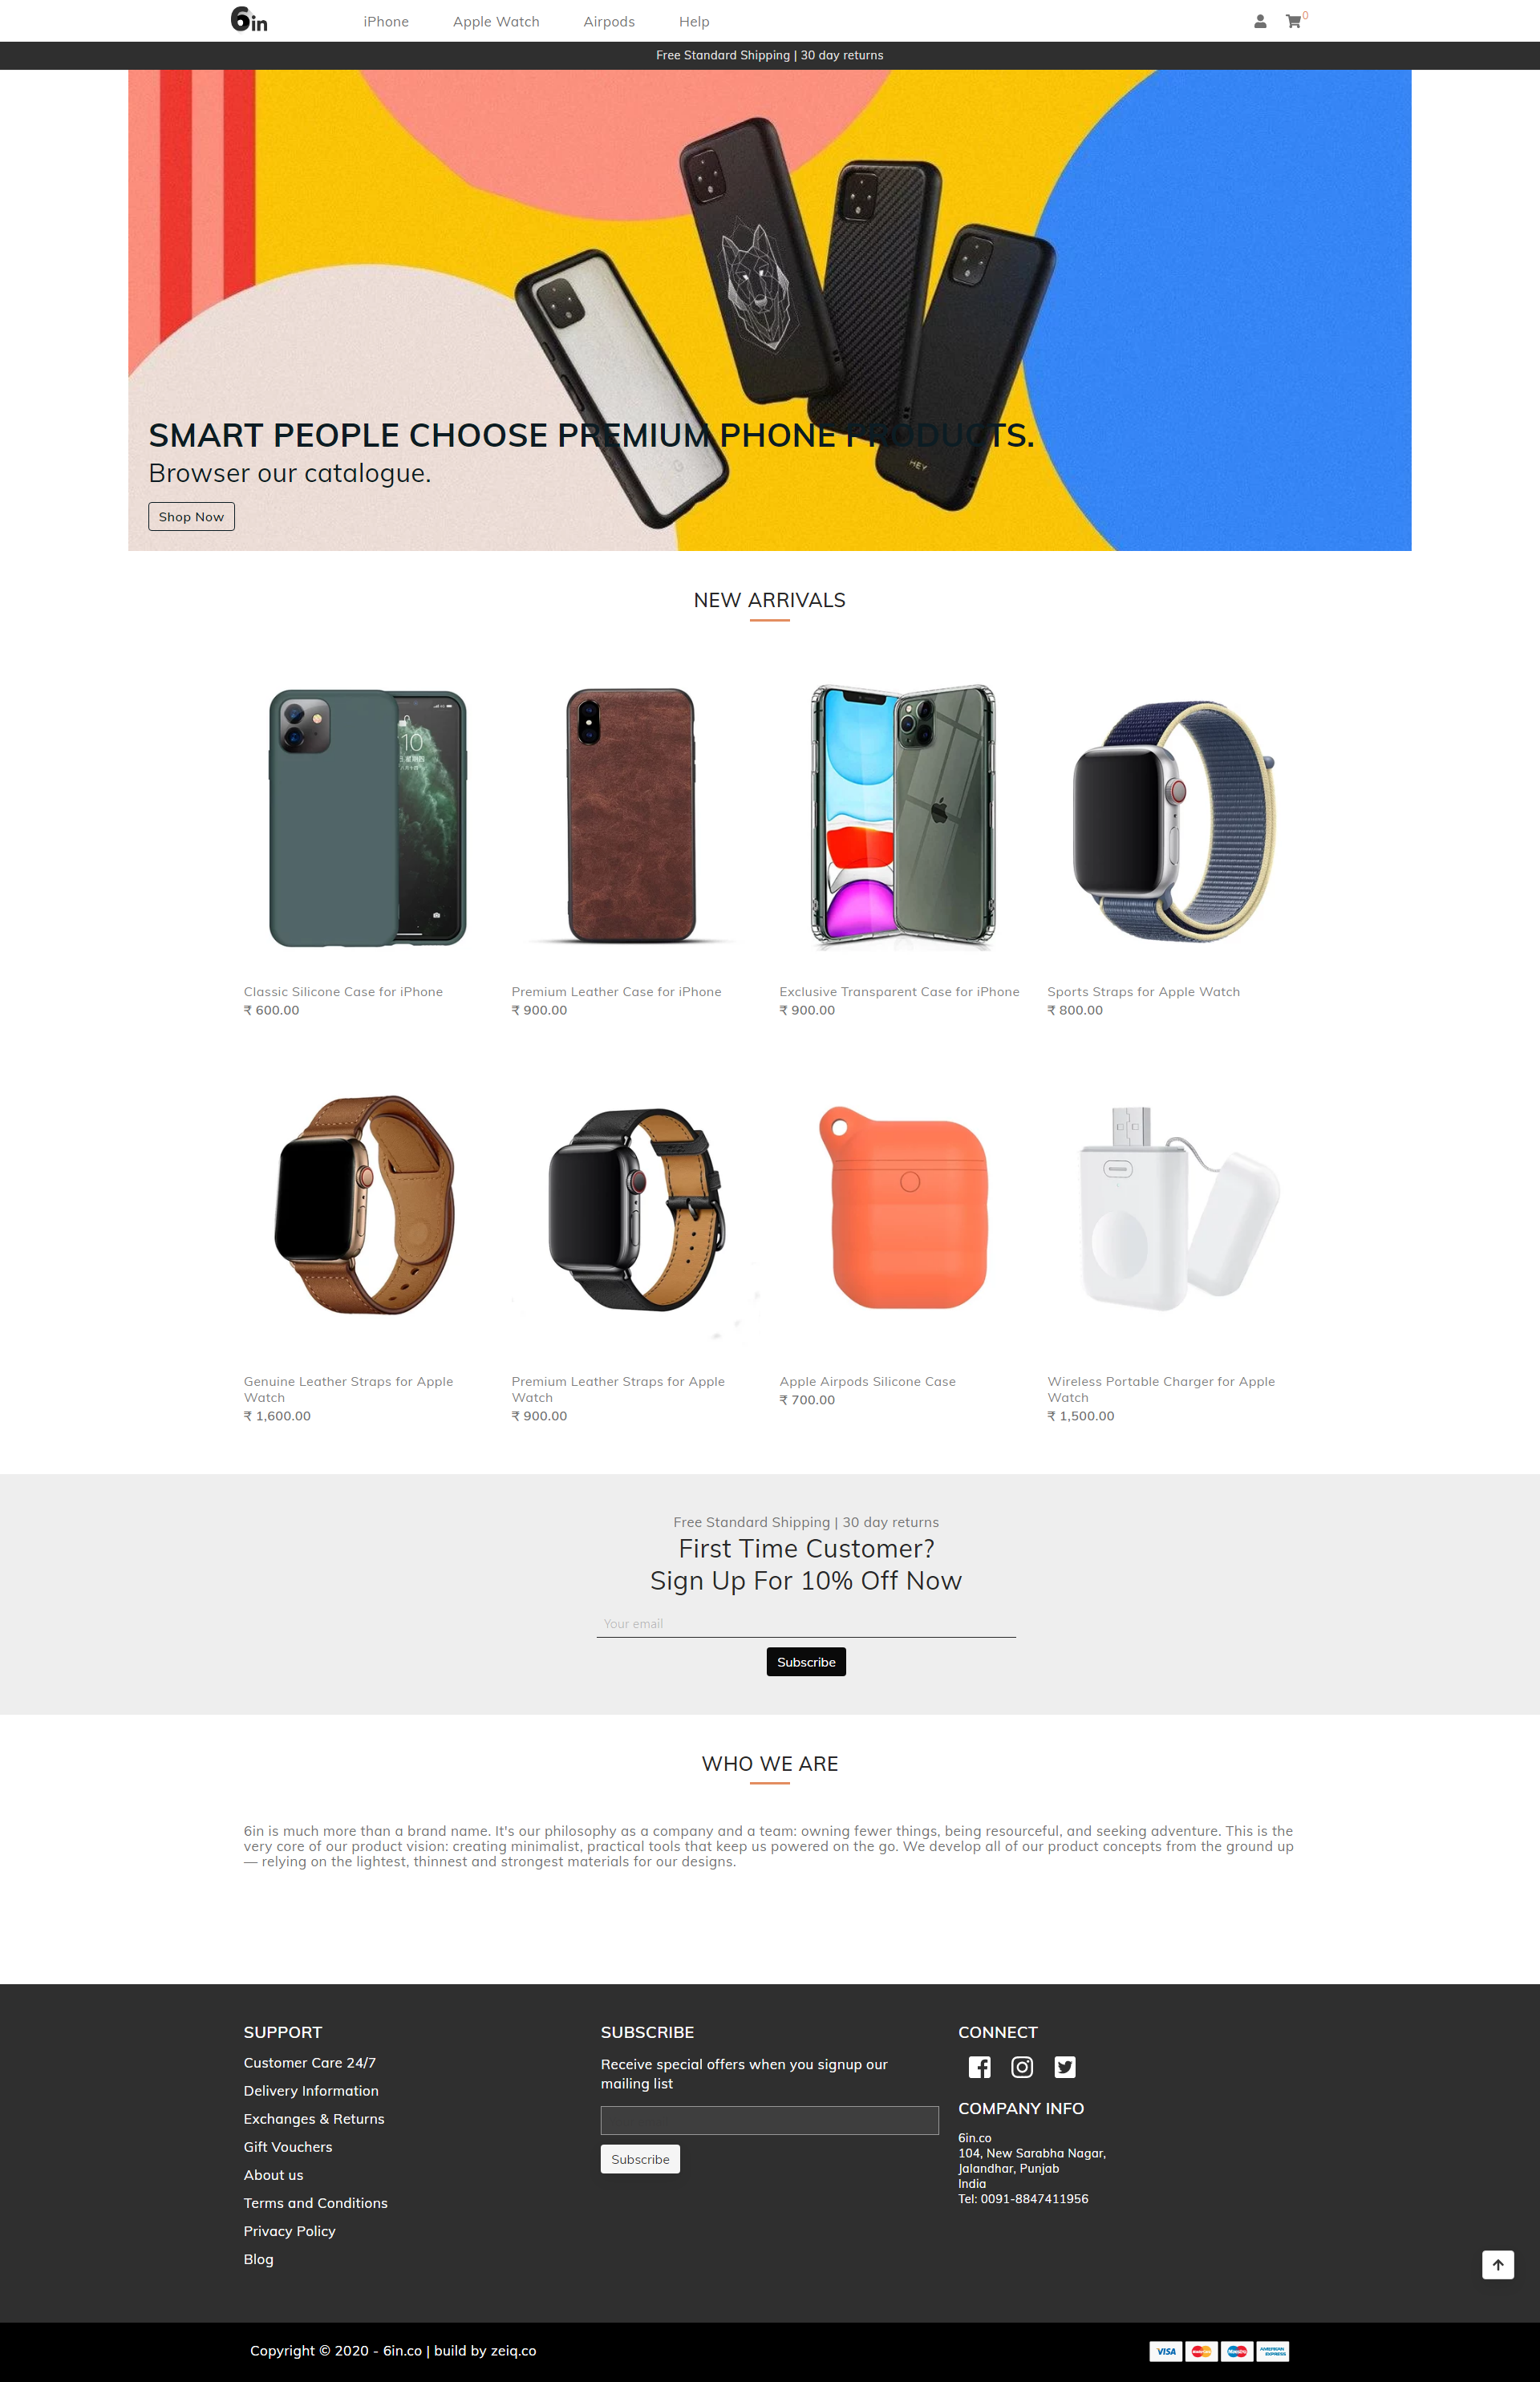 6in
iPhone
Apple Watch
Airpods
Help
0
Free Standard Shipping | 30 day returns
HEY
SMART PEOPLE CHOOSE PREMIUM PHONE PRODUCTS.
Browser our catalogue.
Shop Now
NEW ARRIVALS
Classic Silicone Case for iPhone
₹ 600.00
Premium Leather Case for iPhone
₹ 900.00
Exclusive Transparent Case for iPhone
₹ 900.00
Sports Straps for Apple Watch
₹ 800.00
Genuine Leather Straps for Apple
Watch
₹ 1,600.00
Premium Leather Straps for Apple
Watch
₹ 900.00
Apple Airpods Silicone Case
₹ 700.00
Wireless Portable Charger for Apple
Watch
₹ 1,500.00
Free Standard Shipping | 30 day returns
First Time Customer?
Sign Up For 10% Off Now
Your email
Subscribe
WHO WE ARE
6in is much more than a brand name. It's our philosophy as a company and a team: owning fewer things, being resourceful, and seeking adventure. This is the
very core of our product vision: creating minimalist, practical tools that keep us powered on the go. We develop all of our product concepts from the ground up
— relying on the lightest, thinnest and strongest materials for our designs.
SUPPORT
Customer Care 24/7
Delivery Information
Exchanges & Returns
Gift Vouchers
About us
Terms and Conditions
Privacy Policy
Blog
SUBSCRIBE
Receive special offers when you signup our
mailing list
Subscribe
CONNECT
COMPANY INFO
6in.co
104, New Sarabha Nagar,
Jalandhar, Punjab
India
Tel: 0091-8847411956
Copyright © 2020 - 6in.co | build by zeiq.co
VISA
AMERICAN
EXPRESS